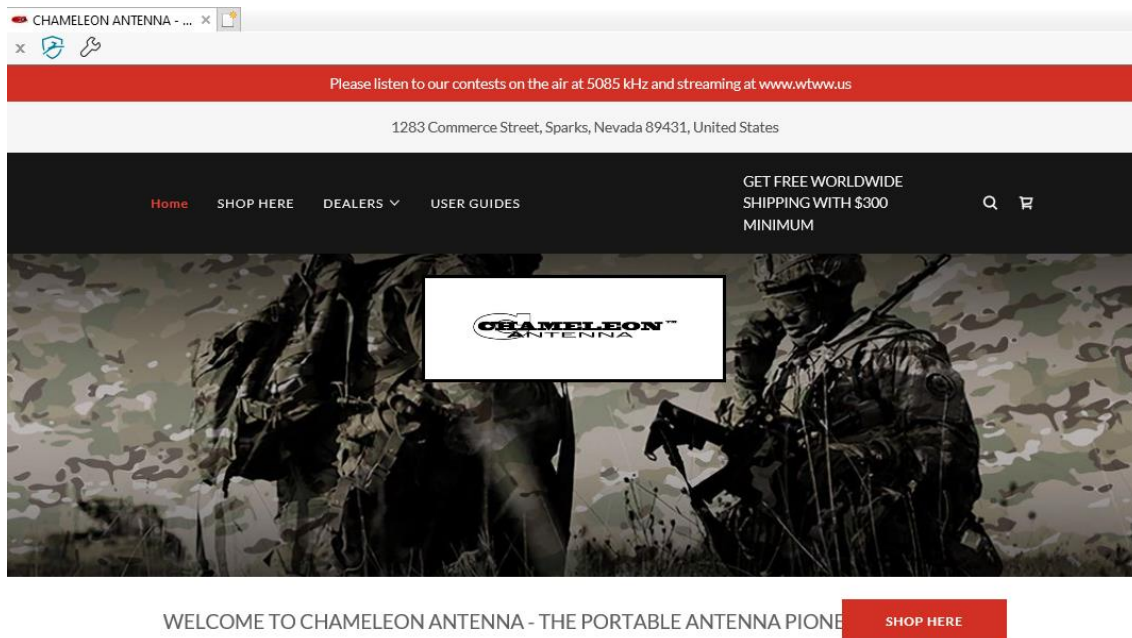 CHAMELEON ANTENNA - ...
Please listen to our contests on the air at 5085 kHz and streaming at www.wtww.us
1283 Commerce Street, Sparks, Nevada 89431, United States
Home SHOP HERE DEALERS USER GUIDES
GET FREE WORLDWIDE
SHIPPING WITH $300
MINIMUM
CHAMELEON™
ANTENNA
WELCOME TO CHAMELEON ANTENNA - THE PORTABLE ANTENNA PIONE
SHOP HERE